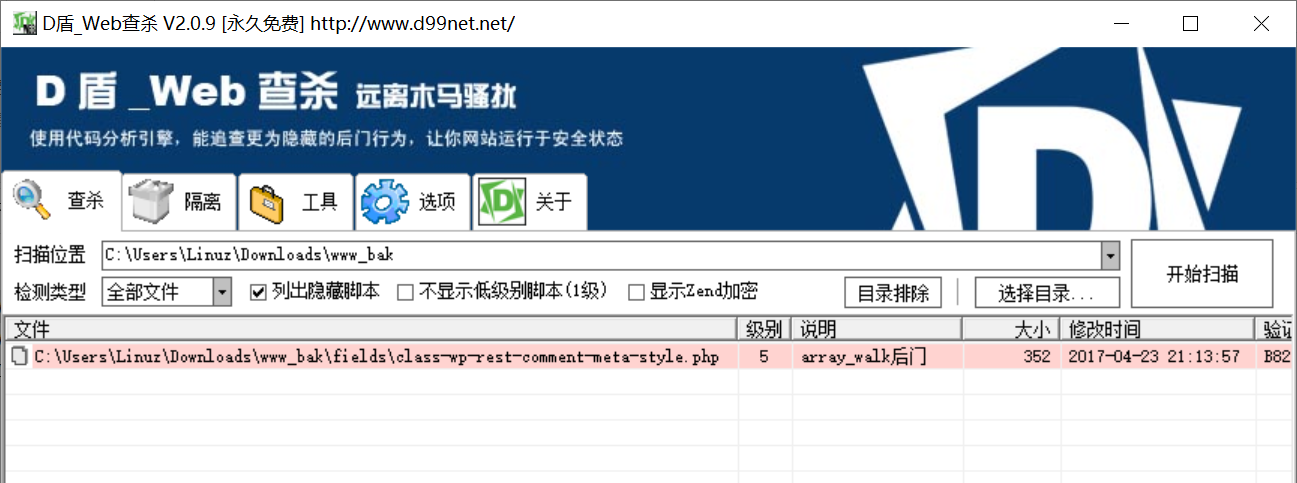 D盾_Web查杀 V2.0.9 [永久免费] http://www.d99net.net/
D 盾 _Web 查杀 远离木马骚扰
使用代码分析引擎，能追查更为隐藏的后门行为，让你网站运行于安全状态
查杀 隔离 工具 选项 关于
扫描位置 C:\Users\Linuz\Downloads\www_bak 开始扫描
检测类型 全部文件 列出隐藏脚本 不显示低级别脚本(1级) 显示Zend加密 目录排除 选择目录...
文件 级别 说明 大小 修改时间 验证
C:\Users\Linuz\Downloads\www_bak\fields\class-wp-rest-comment-meta-style.php 5 array_walk后门 352 2017-04-23 21:13:57 B82